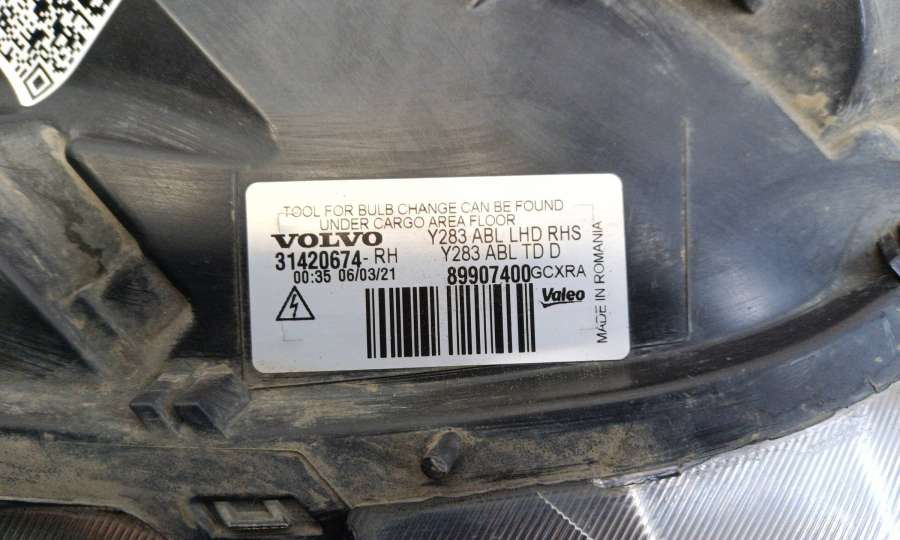 TOOL FOR BULB CHANGE CAN BE FOUND
UNDER CARGO AREA FLOOR
VOLVO Y283 ABL LHD RHS
31420674-RH Y283 ABL TD D
00:35 06/03/21 89907400GCXRA
Valeo
MADE IN ROMANIA